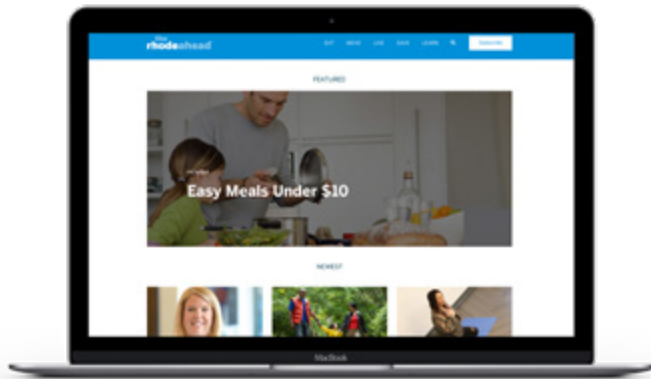 the
rhodeahead
EAT MOVE LIVE SAVE LEARN
FEATURED
Easy Meals Under $10
NEWEST
MacBook